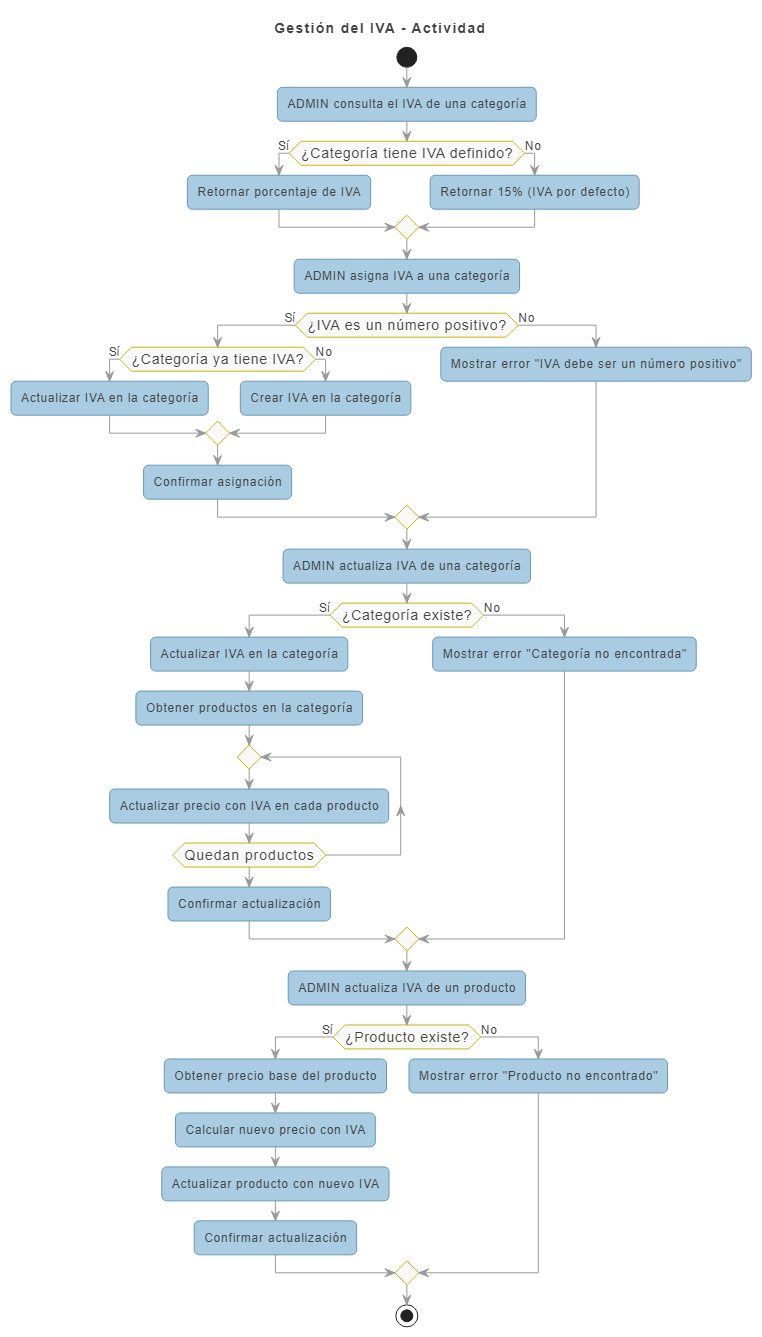 Gestión del IVA - Actividad
ADMIN consulta el IVA de una categoría
¿Categoría tiene IVA definido?
Sí
No
Retornar porcentaje de IVA
Retornar 15% (IVA por defecto)
ADMIN asigna IVA a una categoría
¿IVA es un número positivo?
Sí
No
¿Categoría ya tiene IVA?
Sí
No
Actualizar IVA en la categoría
Crear IVA en la categoría
Confirmar asignación
Mostrar error "IVA debe ser un número positivo"
ADMIN actualiza IVA de una categoría
¿Categoría existe?
Sí
No
Actualizar IVA en la categoría
Obtener productos en la categoría
Actualizar precio con IVA en cada producto
Quedan productos
Confirmar actualización
Mostrar error "Categoría no encontrada"
ADMIN actualiza IVA de un producto
¿Producto existe?
Sí
No
Obtener precio base del producto
Calcular nuevo precio con IVA
Actualizar producto con nuevo IVA
Confirmar actualización
Mostrar error "Producto no encontrado"